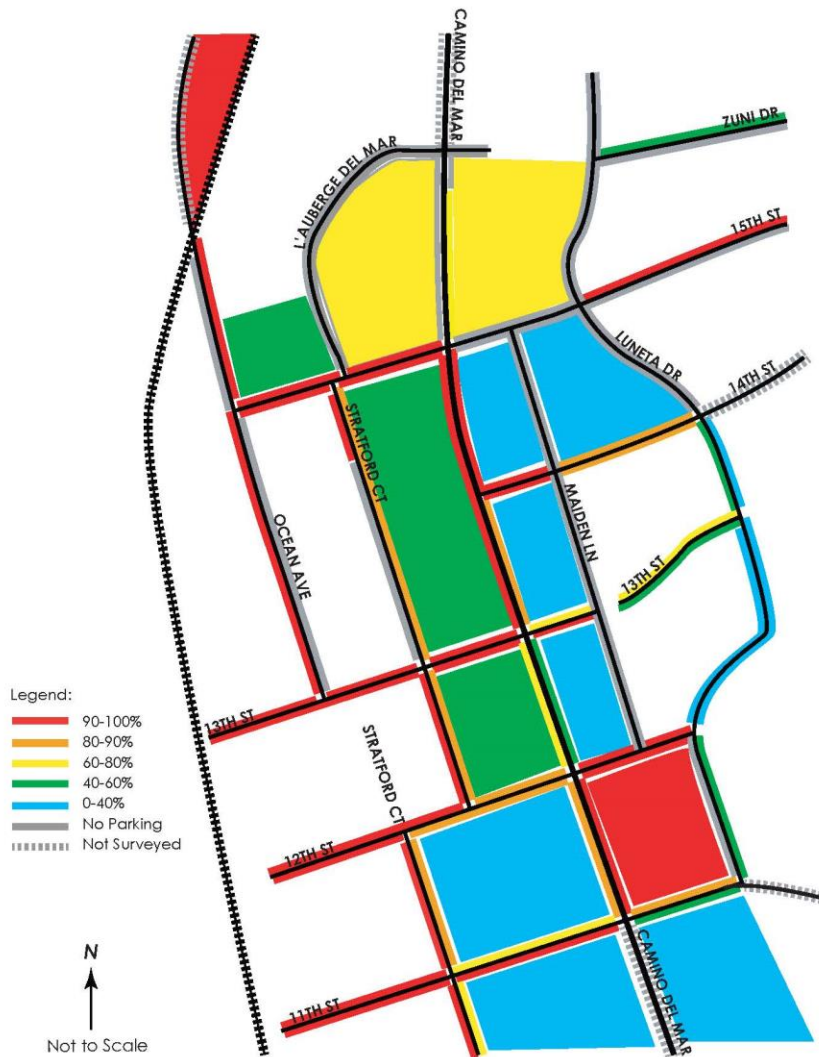 CAMINO DEL MAR
ZUNI DR
L'AUBERGE DEL MAR
15TH ST
LUNETA DR
14TH ST
STRATFORD CT
MAIDEN LN
OCEAN AVE
13TH ST
Legend:
90-100%
80-90%
60-80%
40-60%
0-40%
No Parking
Not Surveyed
13TH ST
STRATFORD CT
12TH ST
CAMINO DEL MAR
11TH ST
N
Not to Scale